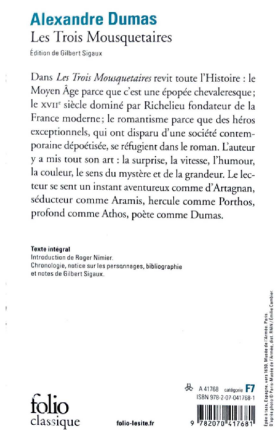 Alexandre Dumas
Les Trois Mousquetaires
Édition de Gilbert Sigaux
Dans Les Trois Mousquetaires revit toute l'Histoire : le
Moyen Âge parce que c'est une épopée chevaleresque ;
le XVIIe siècle dominé par Richelieu fondateur de la
France moderne ; le romantisme parce que des héros
exceptionnels, qui ont disparu d'une société contem-
poraine dépoétisée, se réfugient dans le roman. L'auteur
y a mis tout son art : la surprise, la vitesse, l'humour,
la couleur, le sens du mystère et de la grandeur. Le lec-
teur se sent un instant aventureux comme d'Artagnan,
séducteur comme Aramis, hercule comme Porthos,
profond comme Athos, poète comme Dumas.
Texte intégral
Introduction de Roger Nimier.
Chronologie, notice sur les personnages, bibliographie
et notes de Gilbert Sigaux.
A 41768 catégorie F7
ISBN 978-2-07-041768-1
9 782070 417681
folio
classique
folio-lesite.fr